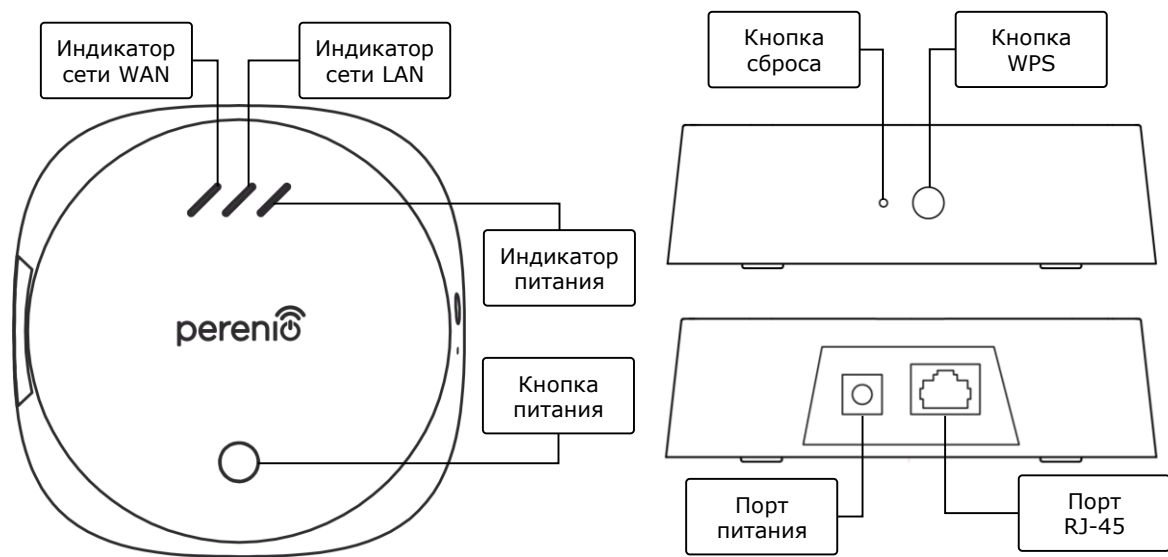 Индикатор
сети WAN
Индикатор
сети LAN
Индикатор
питания
perenio
Кнопка
питания
Кнопка
сброса
Кнопка
WPS
Порт
питания
Порт
RJ-45